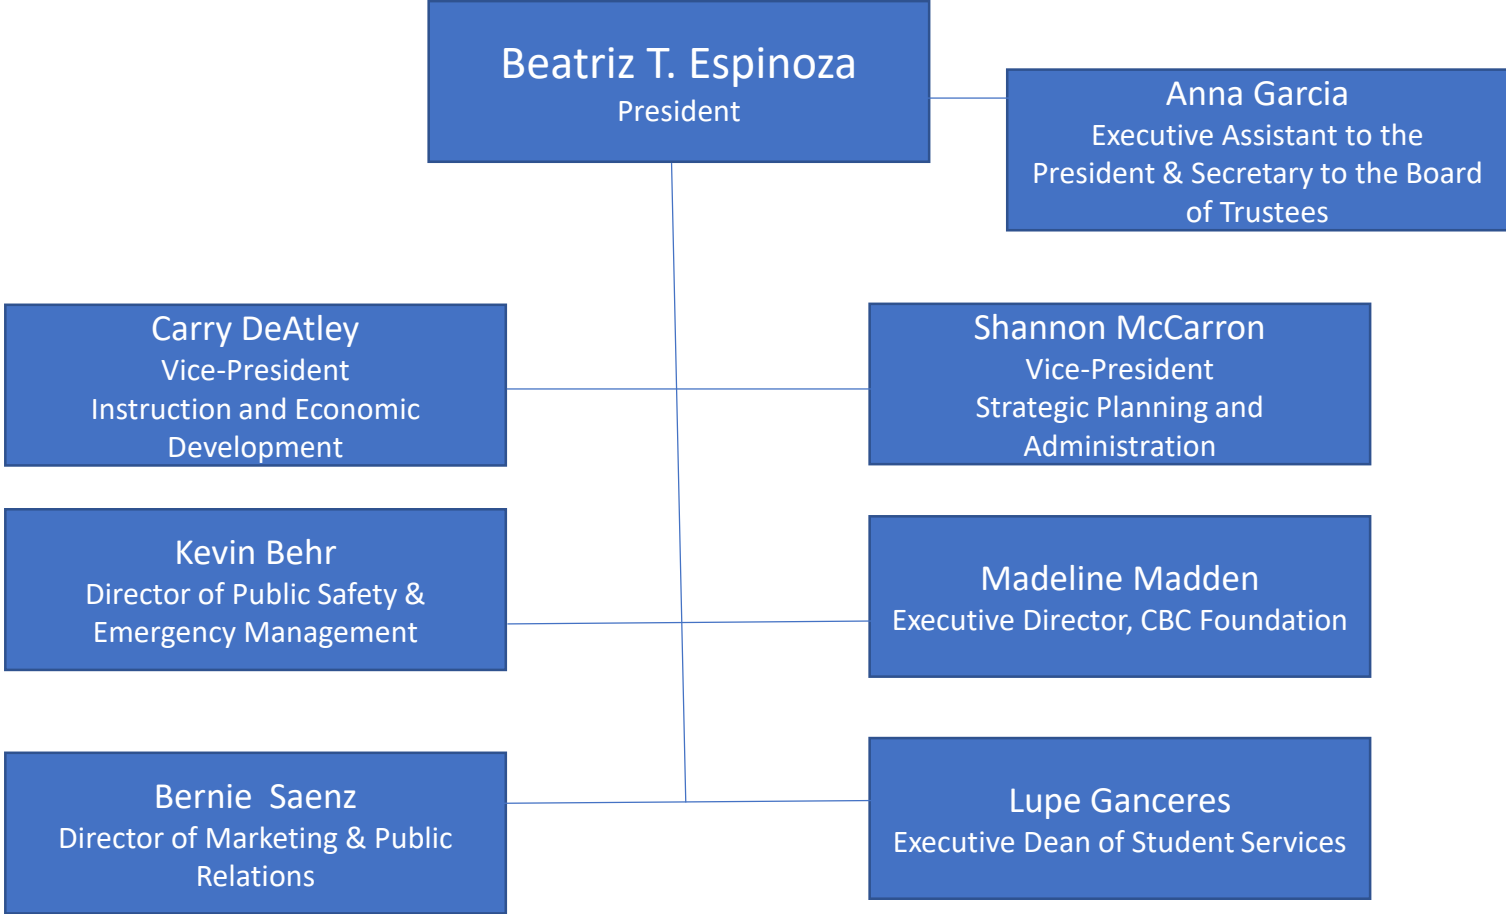 Beatriz T. Espinoza
President
Anna Garcia
Executive Assistant to the
President & Secretary to the Board
of Trustees
Carry DeAtley
Vice-President
Instruction and Economic
Development
Shannon McCarron
Vice-President
Strategic Planning and
Administration
Kevin Behr
Director of Public Safety &
Emergency Management
Madeline Madden
Executive Director, CBC Foundation
Bernie  Saenz
Director of Marketing & Public
Relations
Lupe Ganceres
Executive Dean of Student Services